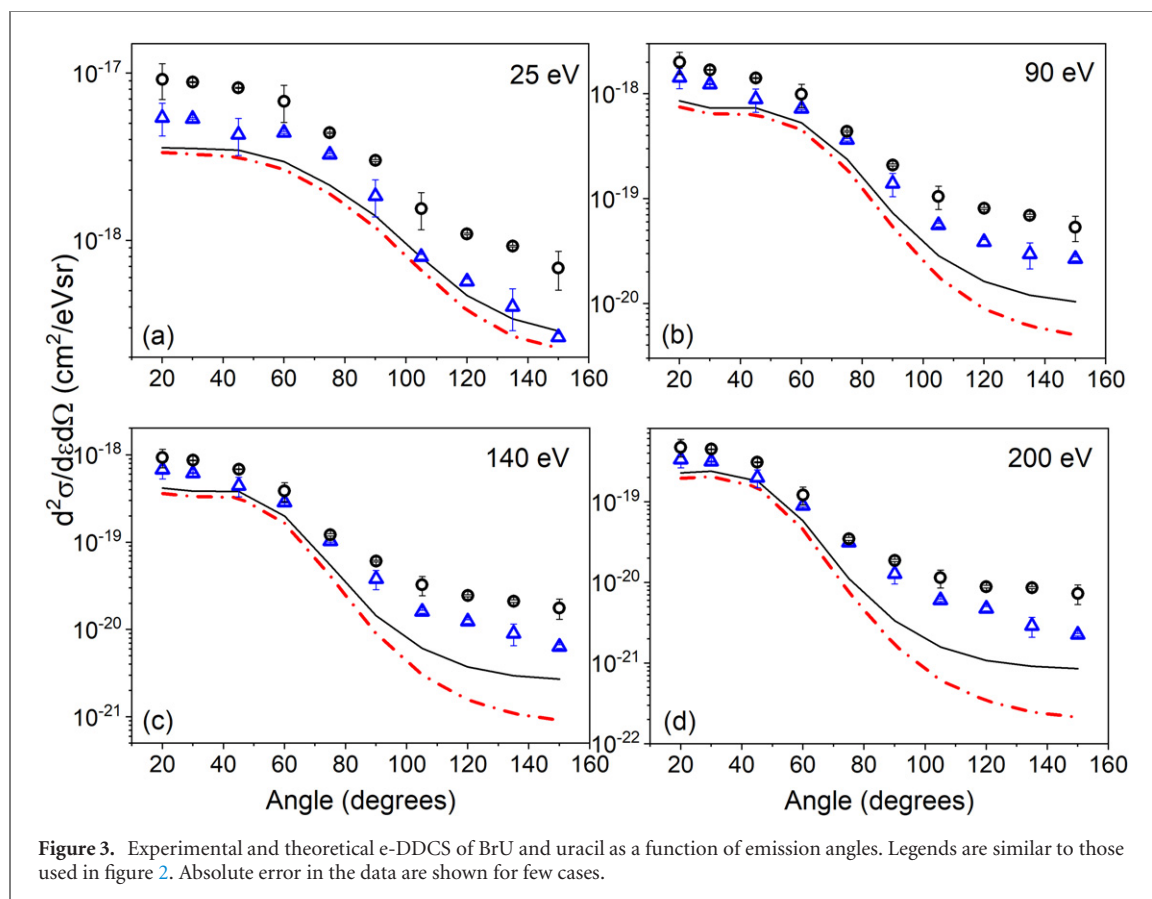 (a)
25 eV
10⁻¹⁷
10⁻¹⁸
20 40 60 80 100 120 140 160
(b)
90 eV
10⁻¹⁸
10⁻¹⁹
10⁻²⁰
20 40 60 80 100 120 140 160
d²σ/dεdΩ (cm²/eVsr)
(c)
140 eV
10⁻¹⁸
10⁻¹⁹
10⁻²⁰
10⁻²¹
20 40 60 80 100 120 140 160
Angle (degrees)
(d)
200 eV
10⁻¹⁹
10⁻²⁰
10⁻²¹
10⁻²²
20 40 60 80 100 120 140 160
Angle (degrees)
Figure 3. Experimental and theoretical e-DDCS of BrU and uracil as a function of emission angles. Legends are similar to those
used in figure 2. Absolute error in the data are shown for few cases.